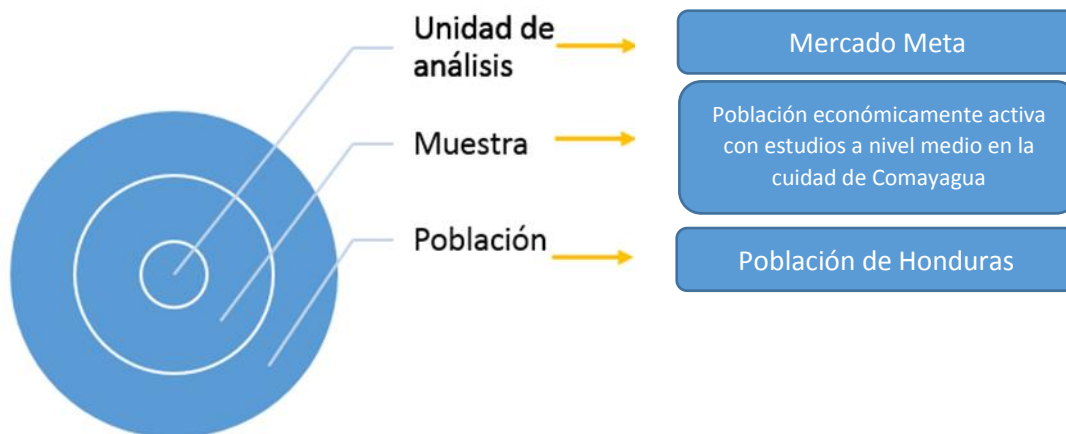 Unidad de
análisis
Mercado Meta
Muestra
Población económicamente activa
con estudios a nivel medio en la
cuidad de Comayagua
Población
Población de Honduras